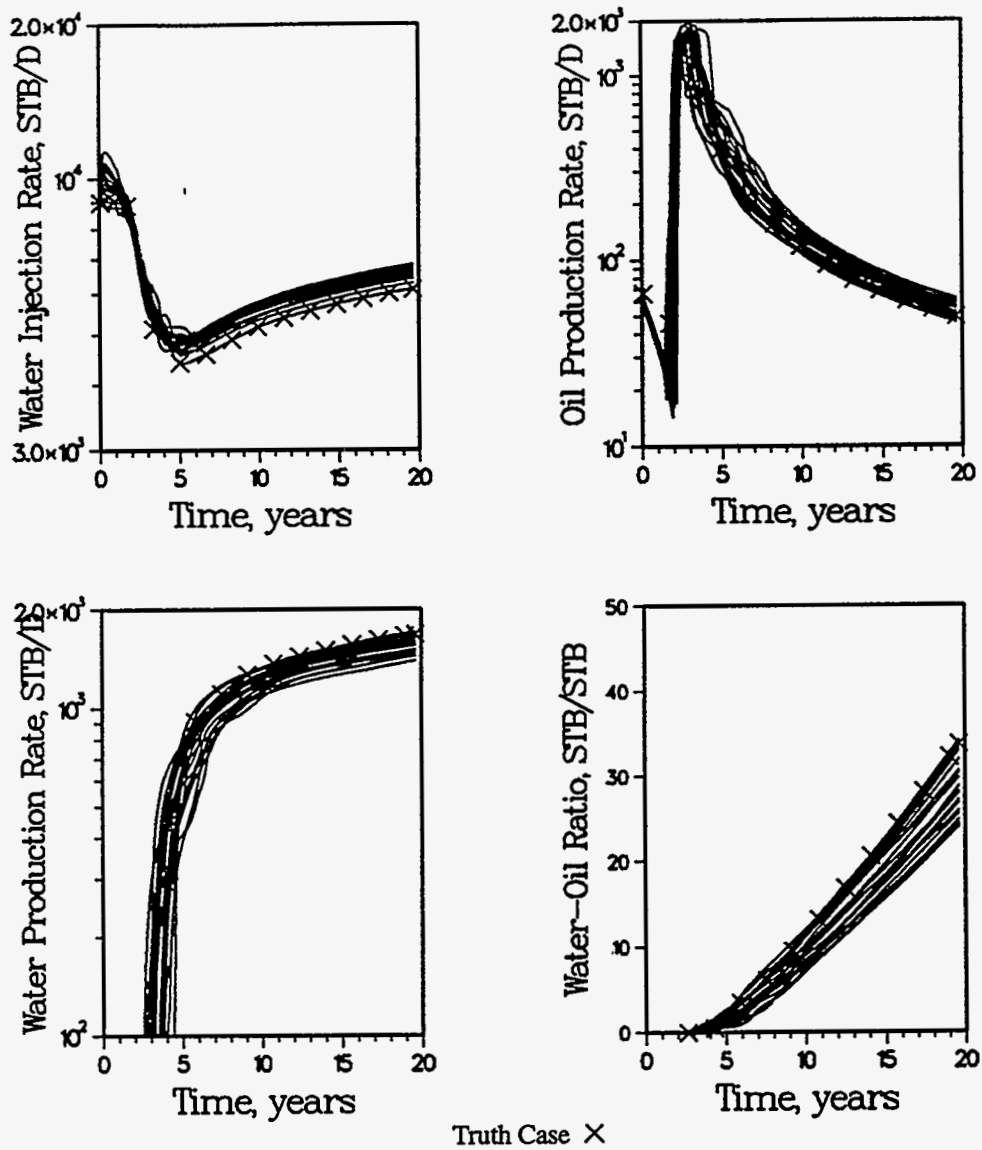 Water Injection Rate, STB/D
2.0×10⁴
10⁴
3.0×10³
0 5 10 15 20
Time, years
Oil Production Rate, STB/D
2.0×10³
10³
10²
10¹
0 5 10 15 20
Time, years
Water Production Rate, STB/D
2.0×10³
10³
10²
0 5 10 15 20
Time, years
Water-Oil Ratio, STB/STB
50
40
30
20
10
0
0 5 10 15 20
Time, years
Truth Case ×